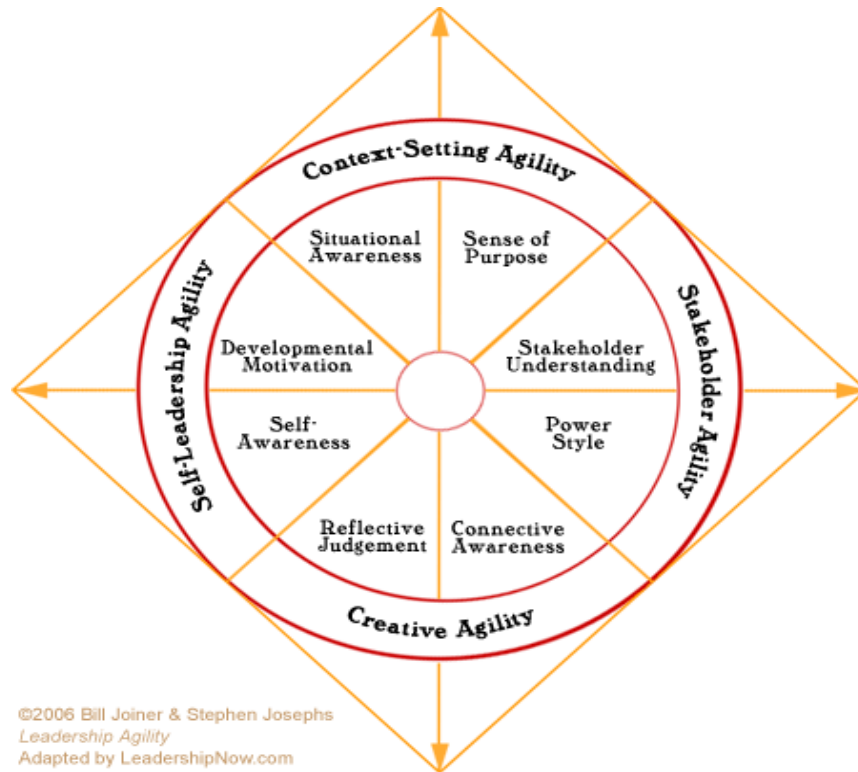 Context-Setting Agility
Situational
Awareness
Sense of
Purpose
Self-Leadership Agility
Stakeholder Agility
Developmental
Motivation
Stakeholder
Understanding
Self-
Awareness
Power
Style
Reflective
Judgement
Connective
Awareness
Creative Agility
©2006 Bill Joiner & Stephen Josephs
Leadership Agility
Adapted by LeadershipNow.com